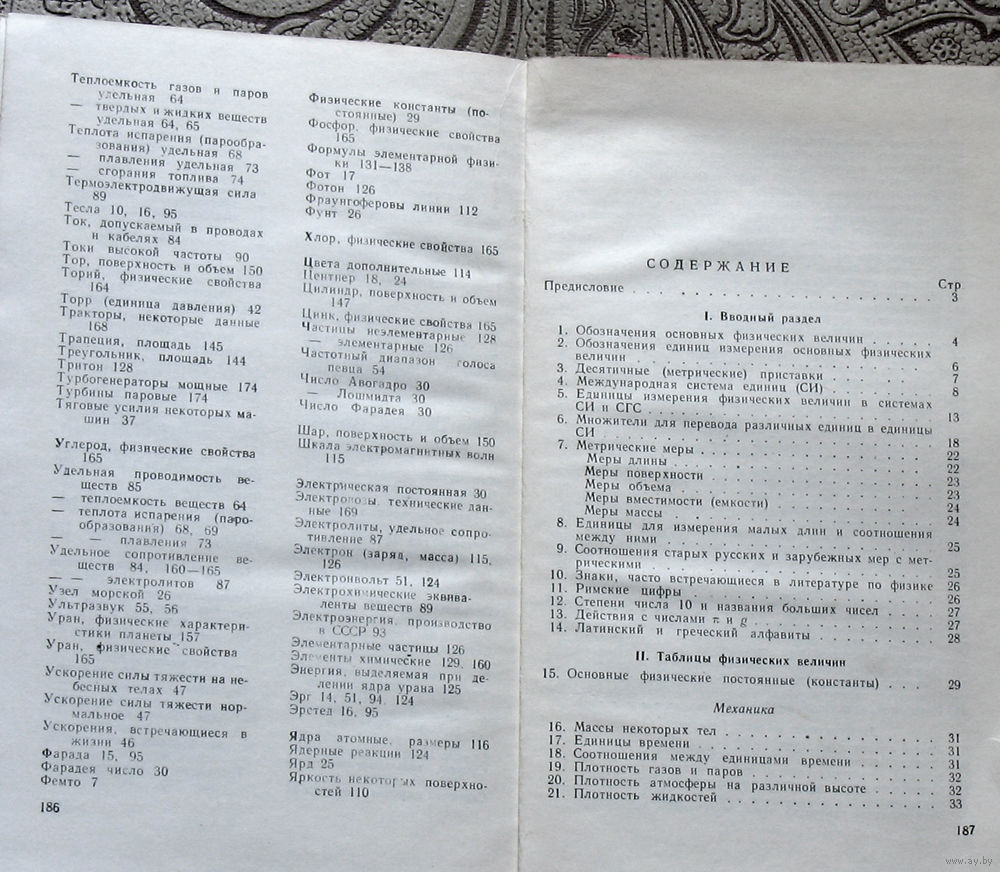 Теплоемкость газов и паров
удельная 64
— твердых и жидких веществ
удельная 64, 65
Теплота испарения (парообра-
зования) удельная 68
— плавления удельная 73
— сгорания топлива 74
Термоэлектродвижущая сила
89
Тесла 10, 16, 95
Ток, допускаемый в проводах
и кабелях 84
Токи высокой частоты 90
Тор, поверхность и объем 150
Торий, физические свойства
164
Торр (единица давления) 42
Тракторы, некоторые данные
168
Трапеция, площадь 145
Треугольник, площадь 144
Тритон 128
Турбогенераторы мощные 174
Турбины паровые 174
Тяговые усилия некоторых ма-
шин 37
Углерод, физические свойства
165
Удельная проводимость ве-
ществ 85
— теплоемкость веществ 64
— теплота испарения (паро-
образования) 68, 69
— — плавления 73
Удельное сопротивление ве-
ществ 84, 160—165
— — электролитов 87
Узел морской 26
Ультразвук 55, 56
Уран, физические характери-
стики планеты 157
Уран, физические свойства
165
Ускорение силы тяжести на не-
бесных телах 47
Ускорение силы тяжести нор-
мальное 47
Ускорения, встречающиеся в
жизни 46
Фарада 15, 95
Фарадея число 30
Фемто 7
186
Физические константы (по-
стоянные) 29
Фосфор, физические свойства
165
Формулы элементарной физи-
ки 131—138
Фот 17
Фотон 126
Фраунгоферовы линии 112
Фунт 26
Хлор, физические свойства 165
Цвета дополнительные 114
Центнер 18, 24
Цилиндр, поверхность и объем
147
Цинк, физические свойства 165
Частицы неэлементарные 128
— элементарные 126
Частотный диапазон голоса
певца 54
Число Авогадро 30
— Лошмидта 30
Число Фарадея 30
Шар, поверхность и объем 150
Шкала электромагнитных волн
115
Электрическая постоянная 30
Электровозы, технические дан-
ные 169
Электролиты, удельное сопро-
тивление 87
Электрон (заряд, масса) 115,
126
Электронвольт 51, 124
Электрохимические эквива-
ленты веществ 89
Электроэнергия, производство
в СССР 93
Элементарные частицы 126
Элементы химические 129, 160
Энергия, выделяемая при де-
лении ядра урана 125
Эрг 14, 51, 94, 124
Эрстед 16, 95
Ядра атомные, размеры 116
Ядерные реакции 124
Ярд 25
Яркость некоторых поверхно-
стей 110
СОДЕРЖАНИЕ
Стр
Предисловие . . . . . . . . . . . . . . 3
I. Вводный раздел
1. Обозначения основных физических величин . . . . . 4
2. Обозначения единиц измерения основных физических
величин . . . . . . . . . . . . . . 6
3. Десятичные (метрические) приставки . . . . . 7
4. Международная система единиц (СИ) . . . . . 8
5. Единицы измерения физических величин в системах
СИ и СГС . . . . . . . . . . . . . . 13
6. Множители для перевода различных единиц в единицы
СИ . . . . . . . . . . . . . . 18
7. Метрические меры . . . . . . . . . . 22
Меры длины . . . . . . . . . . 22
Меры поверхности . . . . . . . . . . 23
Меры объема . . . . . . . . . . 23
Меры вместимости (емкости) . . . . . . . 24
Меры массы . . . . . . . . . . 24
8. Единицы для измерения малых длин и соотношения
между ними . . . . . . . . . . . . 25
9. Соотношения старых русских и зарубежных мер с мет-
рическими . . . . . . . . . . . . 25
10. Знаки, часто встречающиеся в литературе по физике 26
11. Римские цифры . . . . . . . . . . 26
12. Степени числа 10 и названия больших чисел . . . . 27
13. Действия с числами π и g . . . . . . . . 27
14. Латинский и греческий алфавиты . . . . . . 28
II. Таблицы физических величин
15. Основные физические постоянные (константы) . . . 29
Механика
16. Массы некоторых тел . . . . . . . . . . 31
17. Единицы времени . . . . . . . . . . 31
18. Соотношения между единицами времени . . . . . 31
19. Плотность газов и паров . . . . . . . . . 32
20. Плотность атмосферы на различной высоте . . . . . 32
21. Плотность жидкостей . . . . . . . . . . 33
187
www.ay.by